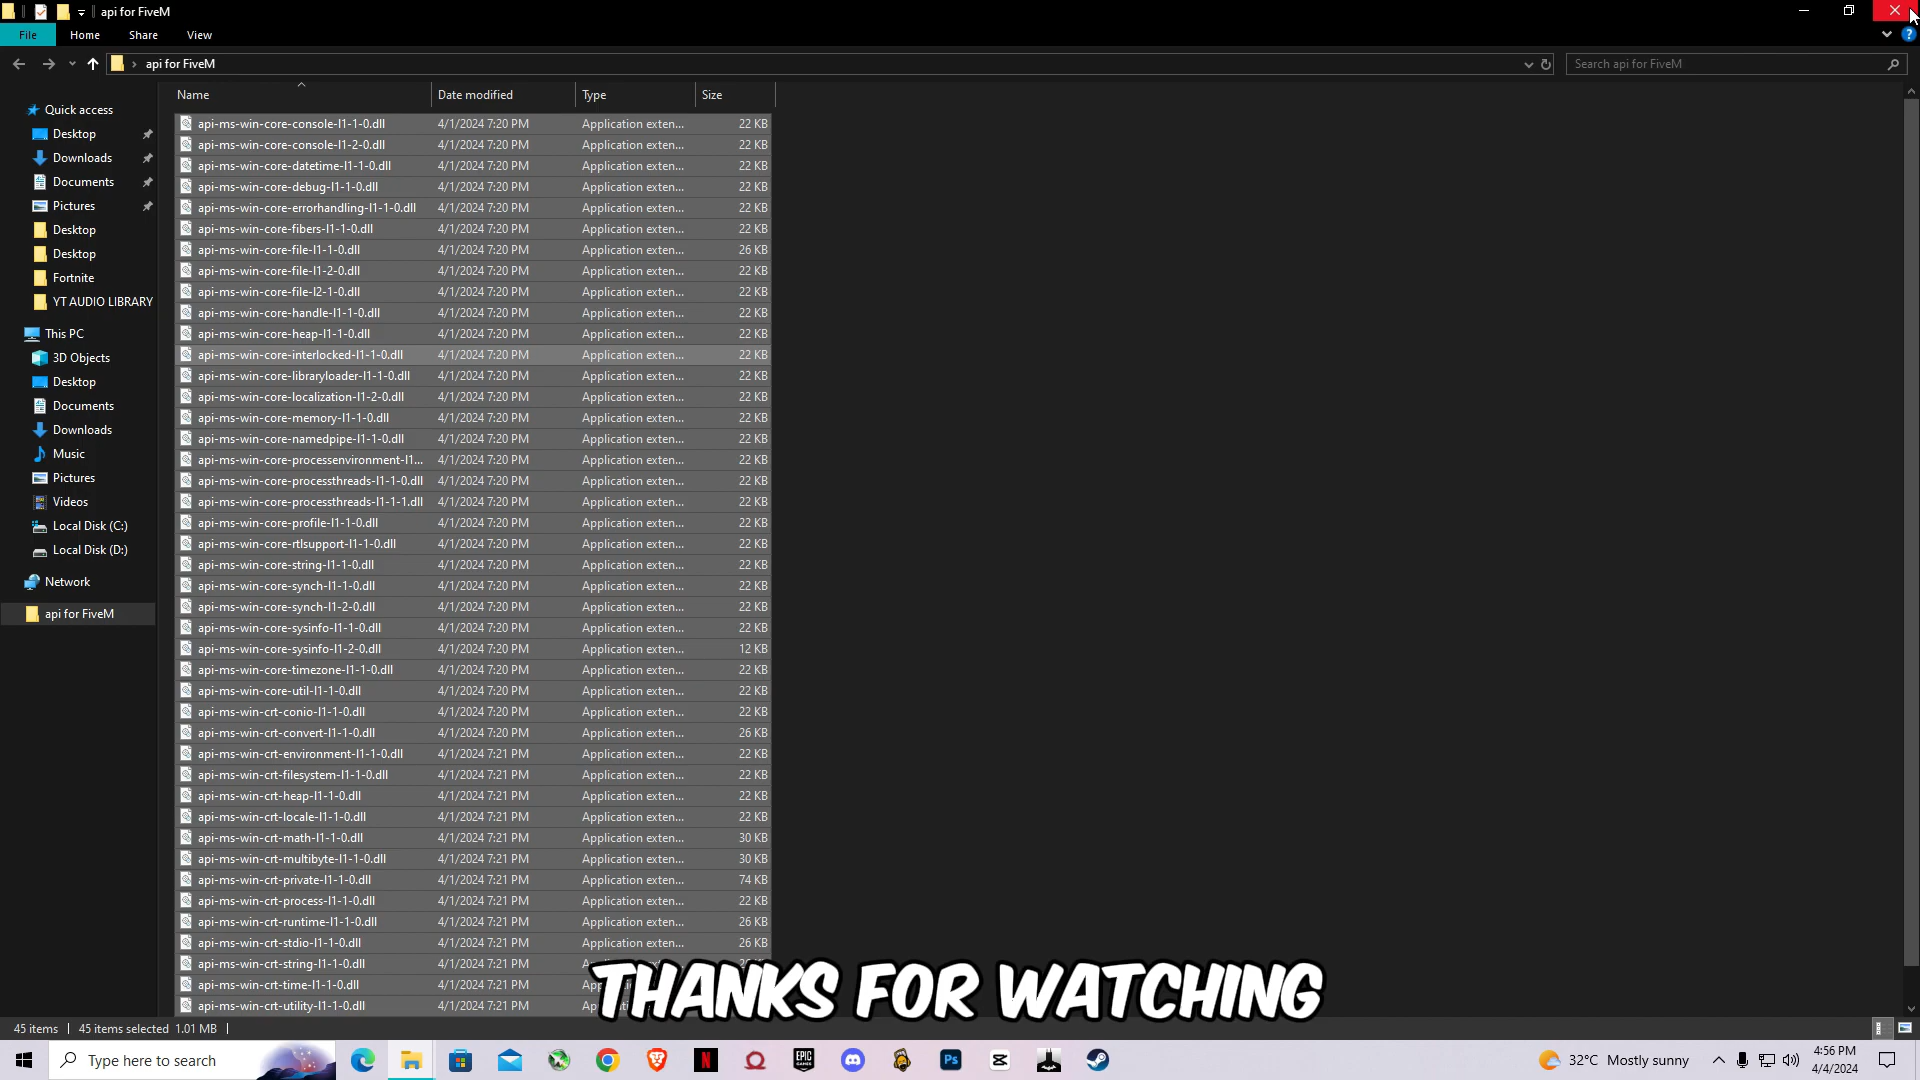 api for FiveM
File Home Share View
api for FiveM Search api for FiveM
Name Date modified Type Size
Quick access
Desktop
Downloads
Documents
Pictures
Desktop
Desktop
Fortnite
YT AUDIO LIBRARY
This PC
3D Objects
Desktop
Documents
Downloads
Music
Pictures
Videos
Local Disk (C:)
Local Disk (D:)
Network
api for FiveM
api-ms-win-core-console-l1-1-0.dll 4/1/2024 7:20 PM Application exten... 22 KB
api-ms-win-core-console-l1-2-0.dll 4/1/2024 7:20 PM Application exten... 22 KB
api-ms-win-core-datetime-l1-1-0.dll 4/1/2024 7:20 PM Application exten... 22 KB
api-ms-win-core-debug-l1-1-0.dll 4/1/2024 7:20 PM Application exten... 22 KB
api-ms-win-core-errorhandling-l1-1-0.dll 4/1/2024 7:20 PM Application exten... 22 KB
api-ms-win-core-fibers-l1-1-0.dll 4/1/2024 7:20 PM Application exten... 22 KB
api-ms-win-core-file-l1-1-0.dll 4/1/2024 7:20 PM Application exten... 26 KB
api-ms-win-core-file-l1-2-0.dll 4/1/2024 7:20 PM Application exten... 22 KB
api-ms-win-core-file-l2-1-0.dll 4/1/2024 7:20 PM Application exten... 22 KB
api-ms-win-core-handle-l1-1-0.dll 4/1/2024 7:20 PM Application exten... 22 KB
api-ms-win-core-heap-l1-1-0.dll 4/1/2024 7:20 PM Application exten... 22 KB
api-ms-win-core-interlocked-l1-1-0.dll 4/1/2024 7:20 PM Application exten... 22 KB
api-ms-win-core-libraryloader-l1-1-0.dll 4/1/2024 7:20 PM Application exten... 22 KB
api-ms-win-core-localization-l1-2-0.dll 4/1/2024 7:20 PM Application exten... 22 KB
api-ms-win-core-memory-l1-1-0.dll 4/1/2024 7:20 PM Application exten... 22 KB
api-ms-win-core-namedpipe-l1-1-0.dll 4/1/2024 7:20 PM Application exten... 22 KB
api-ms-win-core-processenvironment-l1... 4/1/2024 7:20 PM Application exten... 22 KB
api-ms-win-core-processthreads-l1-1-0.dll 4/1/2024 7:20 PM Application exten... 22 KB
api-ms-win-core-processthreads-l1-1-1.dll 4/1/2024 7:20 PM Application exten... 22 KB
api-ms-win-core-profile-l1-1-0.dll 4/1/2024 7:20 PM Application exten... 22 KB
api-ms-win-core-rtlsupport-l1-1-0.dll 4/1/2024 7:20 PM Application exten... 22 KB
api-ms-win-core-string-l1-1-0.dll 4/1/2024 7:20 PM Application exten... 22 KB
api-ms-win-core-synch-l1-1-0.dll 4/1/2024 7:20 PM Application exten... 22 KB
api-ms-win-core-synch-l1-2-0.dll 4/1/2024 7:20 PM Application exten... 22 KB
api-ms-win-core-sysinfo-l1-1-0.dll 4/1/2024 7:20 PM Application exten... 22 KB
api-ms-win-core-sysinfo-l1-2-0.dll 4/1/2024 7:20 PM Application exten... 12 KB
api-ms-win-core-timezone-l1-1-0.dll 4/1/2024 7:20 PM Application exten... 22 KB
api-ms-win-core-util-l1-1-0.dll 4/1/2024 7:20 PM Application exten... 22 KB
api-ms-win-crt-conio-l1-1-0.dll 4/1/2024 7:20 PM Application exten... 22 KB
api-ms-win-crt-convert-l1-1-0.dll 4/1/2024 7:20 PM Application exten... 26 KB
api-ms-win-crt-environment-l1-1-0.dll 4/1/2024 7:21 PM Application exten... 22 KB
api-ms-win-crt-filesystem-l1-1-0.dll 4/1/2024 7:21 PM Application exten... 22 KB
api-ms-win-crt-heap-l1-1-0.dll 4/1/2024 7:21 PM Application exten... 22 KB
api-ms-win-crt-locale-l1-1-0.dll 4/1/2024 7:21 PM Application exten... 22 KB
api-ms-win-crt-math-l1-1-0.dll 4/1/2024 7:21 PM Application exten... 30 KB
api-ms-win-crt-multibyte-l1-1-0.dll 4/1/2024 7:21 PM Application exten... 30 KB
api-ms-win-crt-private-l1-1-0.dll 4/1/2024 7:21 PM Application exten... 74 KB
api-ms-win-crt-process-l1-1-0.dll 4/1/2024 7:21 PM Application exten... 22 KB
api-ms-win-crt-runtime-l1-1-0.dll 4/1/2024 7:21 PM Application exten... 26 KB
api-ms-win-crt-stdio-l1-1-0.dll 4/1/2024 7:21 PM Application exten... 26 KB
api-ms-win-crt-string-l1-1-0.dll 4/1/2024 7:21 PM
api-ms-win-crt-time-l1-1-0.dll 4/1/2024 7:21 PM
api-ms-win-crt-utility-l1-1-0.dll 4/1/2024 7:21 PM
THANKS FOR WATCHING
45 items 45 items selected 1.01 MB
Type here to search
32°C Mostly sunny
4:56 PM
4/4/2024